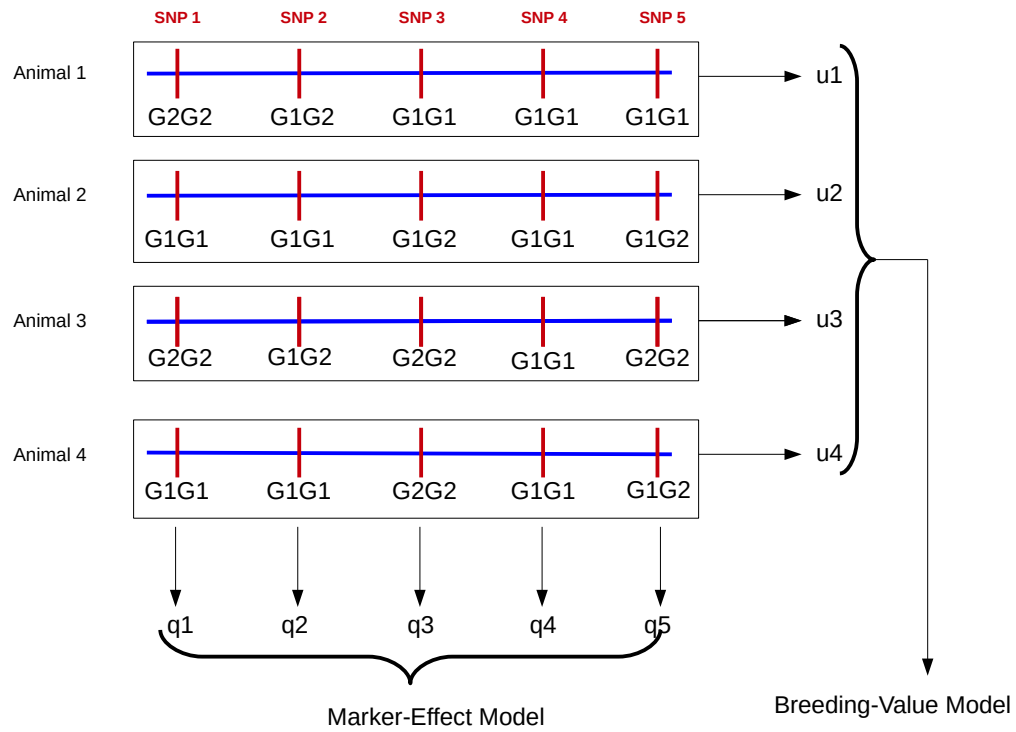 SNP 1 SNP 2 SNP 3 SNP 4 SNP 5
Animal 1 u1
G2G2 G1G2 G1G1 G1G1 G1G1
Animal 2 u2
G1G1 G1G1 G1G2 G1G1 G1G2
Animal 3 u3
G2G2 G1G2 G2G2 G1G1 G2G2
Animal 4 u4
G1G1 G1G1 G2G2 G1G1 G1G2
q1 q2 q3 q4 q5
Marker-Effect Model
Breeding-Value Model